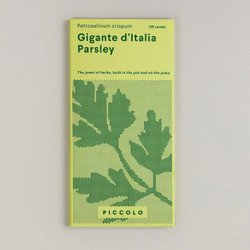 Petroselinum crispum
119 seeds
Gigante d'Italia
Parsley
The jewel of herbs, both in the pot and on the plate
PICCOLO